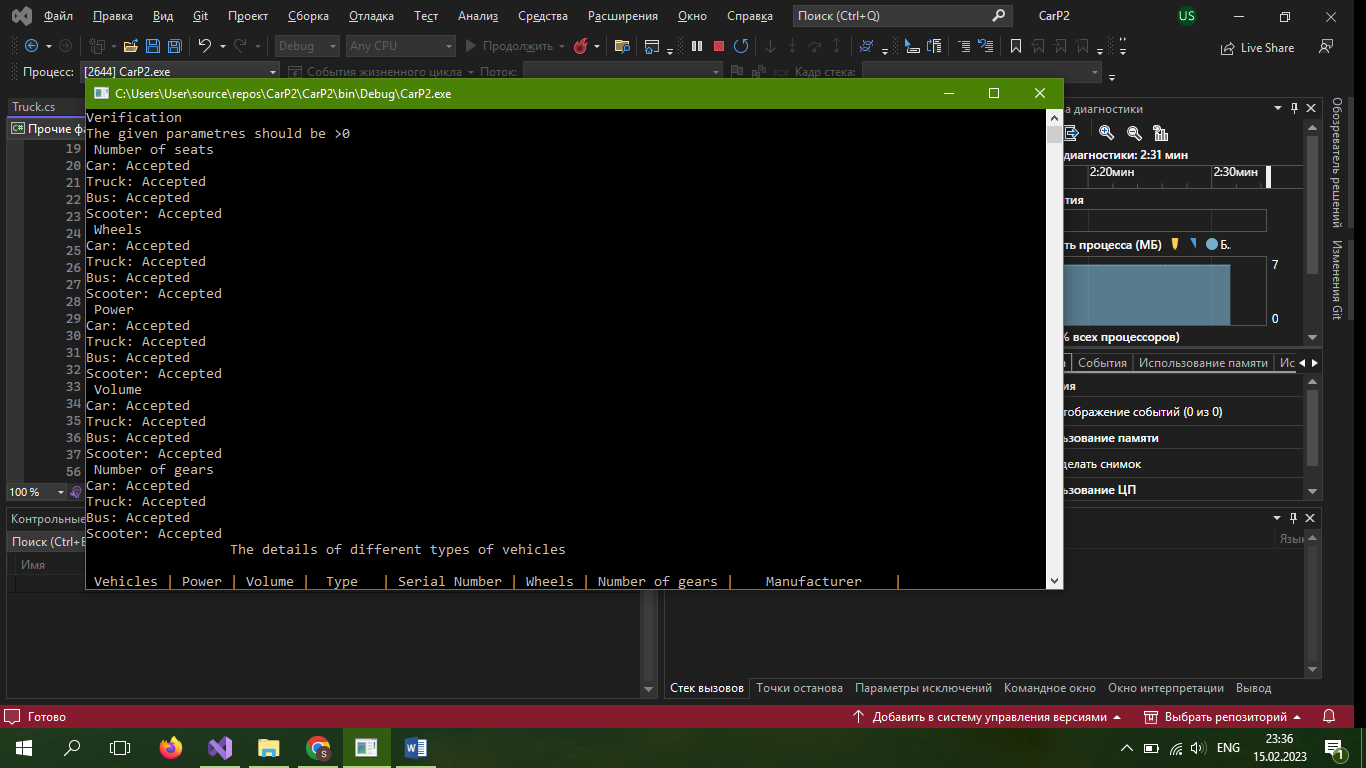 Файл Правка Вид Git Проект Сборка Отладка Тест Анализ Средства Расширения Окно Справка Поиск (Ctrl+Q) CarP2 US
Debug Any CPU Продолжить Live Share
Процесс: [2644] CarP2.exe События жизненного цикла Поток: Кадр стека:
C:\Users\User\source\repos\CarP2\CarP2\bin\Debug\CarP2.exe
Verification
The given parametres should be >0
Number of seats
Car: Accepted
Truck: Accepted
Bus: Accepted
Scooter: Accepted
Wheels
Car: Accepted
Truck: Accepted
Bus: Accepted
Scooter: Accepted
Power
Car: Accepted
Truck: Accepted
Bus: Accepted
Scooter: Accepted
Volume
Car: Accepted
Truck: Accepted
Bus: Accepted
Scooter: Accepted
Number of gears
Car: Accepted
Truck: Accepted
Bus: Accepted
Scooter: Accepted
The details of different types of vehicles
Vehicles | Power | Volume | Type | Serial Number | Wheels | Number of gears | Manufacturer |
Truck.cs
C# Прочие ф
19
20
21
22
23
24
25
26
27
28
29
30
31
32
33
34
35
36
37
56
100 %
Контрольные
Поиск (Ctrl+E
Имя
а диагностики
диагностики: 2:31 мин
2:20мин 2:30мин
тия
ть процесса (МБ) Б..
7
0
% всех процессоров)
События Использование памяти Ис
ия
тображение событий (0 из 0)
ьзование памяти
делать снимок
ьзование ЦП
Обозреватель решений
Изменения Git
Язык
Стек вызовов Точки останова Параметры исключений Командное окно Окно интерпретации Вывод
Готово Добавить в систему управления версиями Выбрать репозиторий
S W ENG 23:36
15.02.2023
1